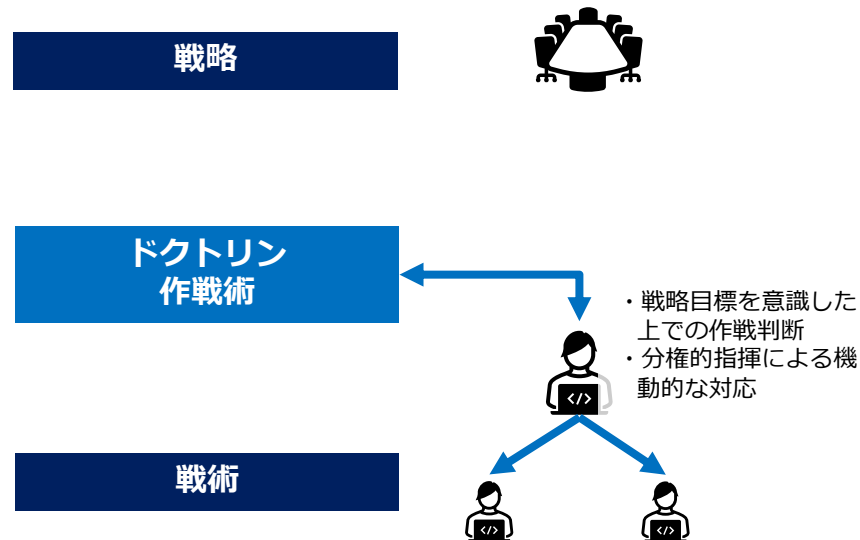 戦略
ドクトリン
作戦術
・戦略目標を意識した
上での作戦判断
・分権的指揮による機
動的な対応
</>
戦術
</>
</>